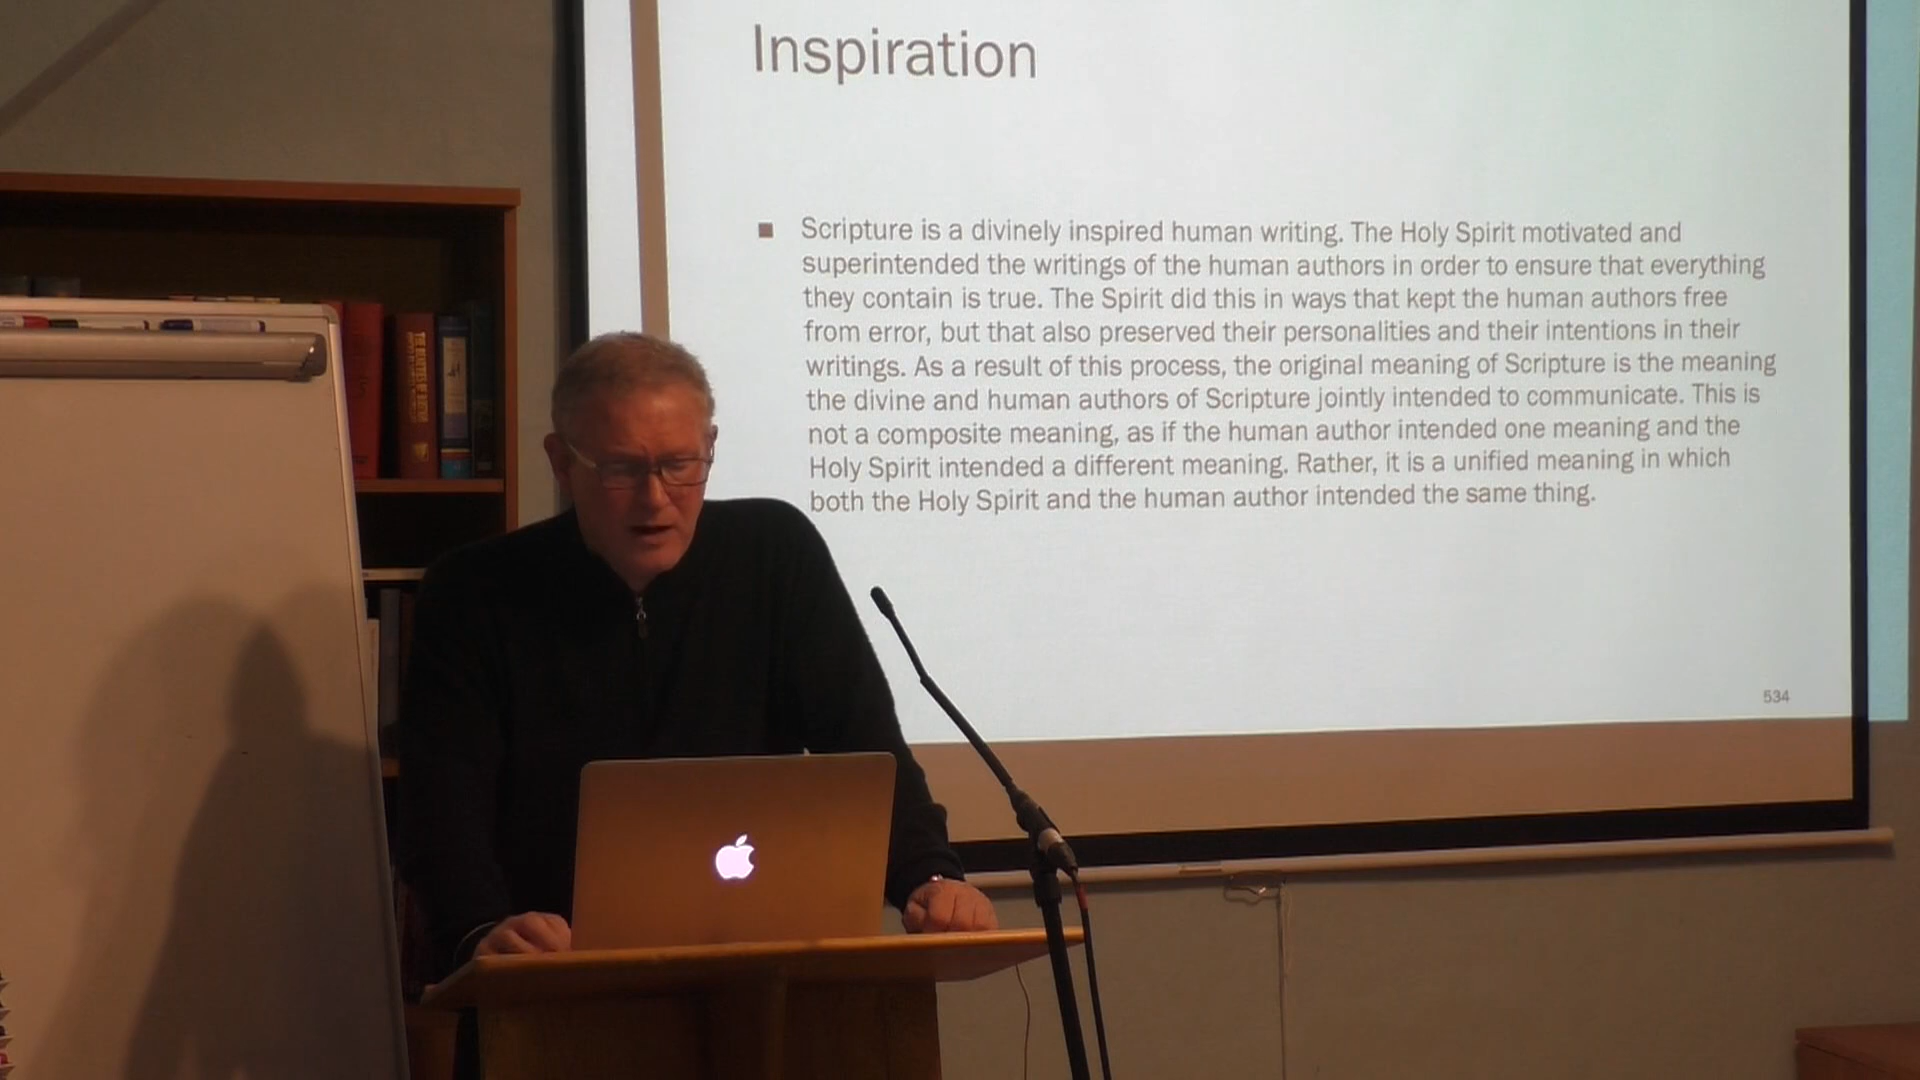 Inspiration
Scripture is a divinely inspired human writing. The Holy Spirit motivated and
superintended the writings of the human authors in order to ensure that everything
they contain is true. The Spirit did this in ways that kept the human authors free
from error, but that also preserved their personalities and their intentions in their
writings. As a result of this process, the original meaning of Scripture is the meaning
the divine and human authors of Scripture jointly intended to communicate. This is
not a composite meaning, as if the human author intended one meaning and the
Holy Spirit intended a different meaning. Rather, it is a unified meaning in which
both the Holy Spirit and the human author intended the same thing.
534